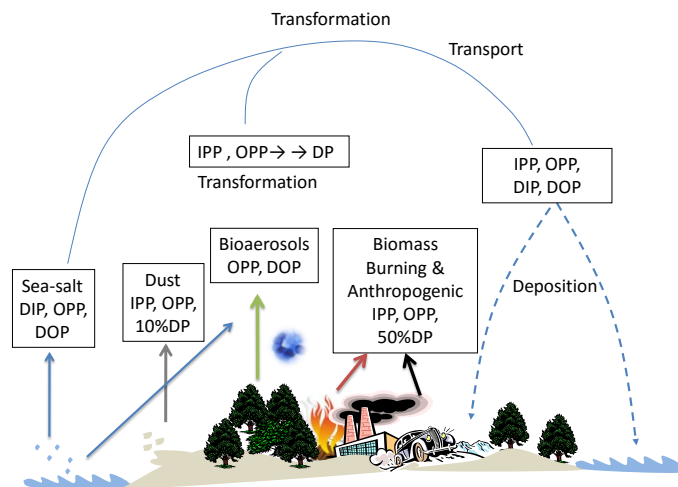 Transformation
Transport
IPP , OPP→ → DP
Transformation
IPP, OPP,
DIP, DOP
Bioaerosols
OPP, DOP
Biomass
Burning &
Anthropogenic
IPP, OPP,
50%DP
Sea-salt
DIP, OPP,
DOP
Dust
IPP, OPP,
10%DP
Deposition